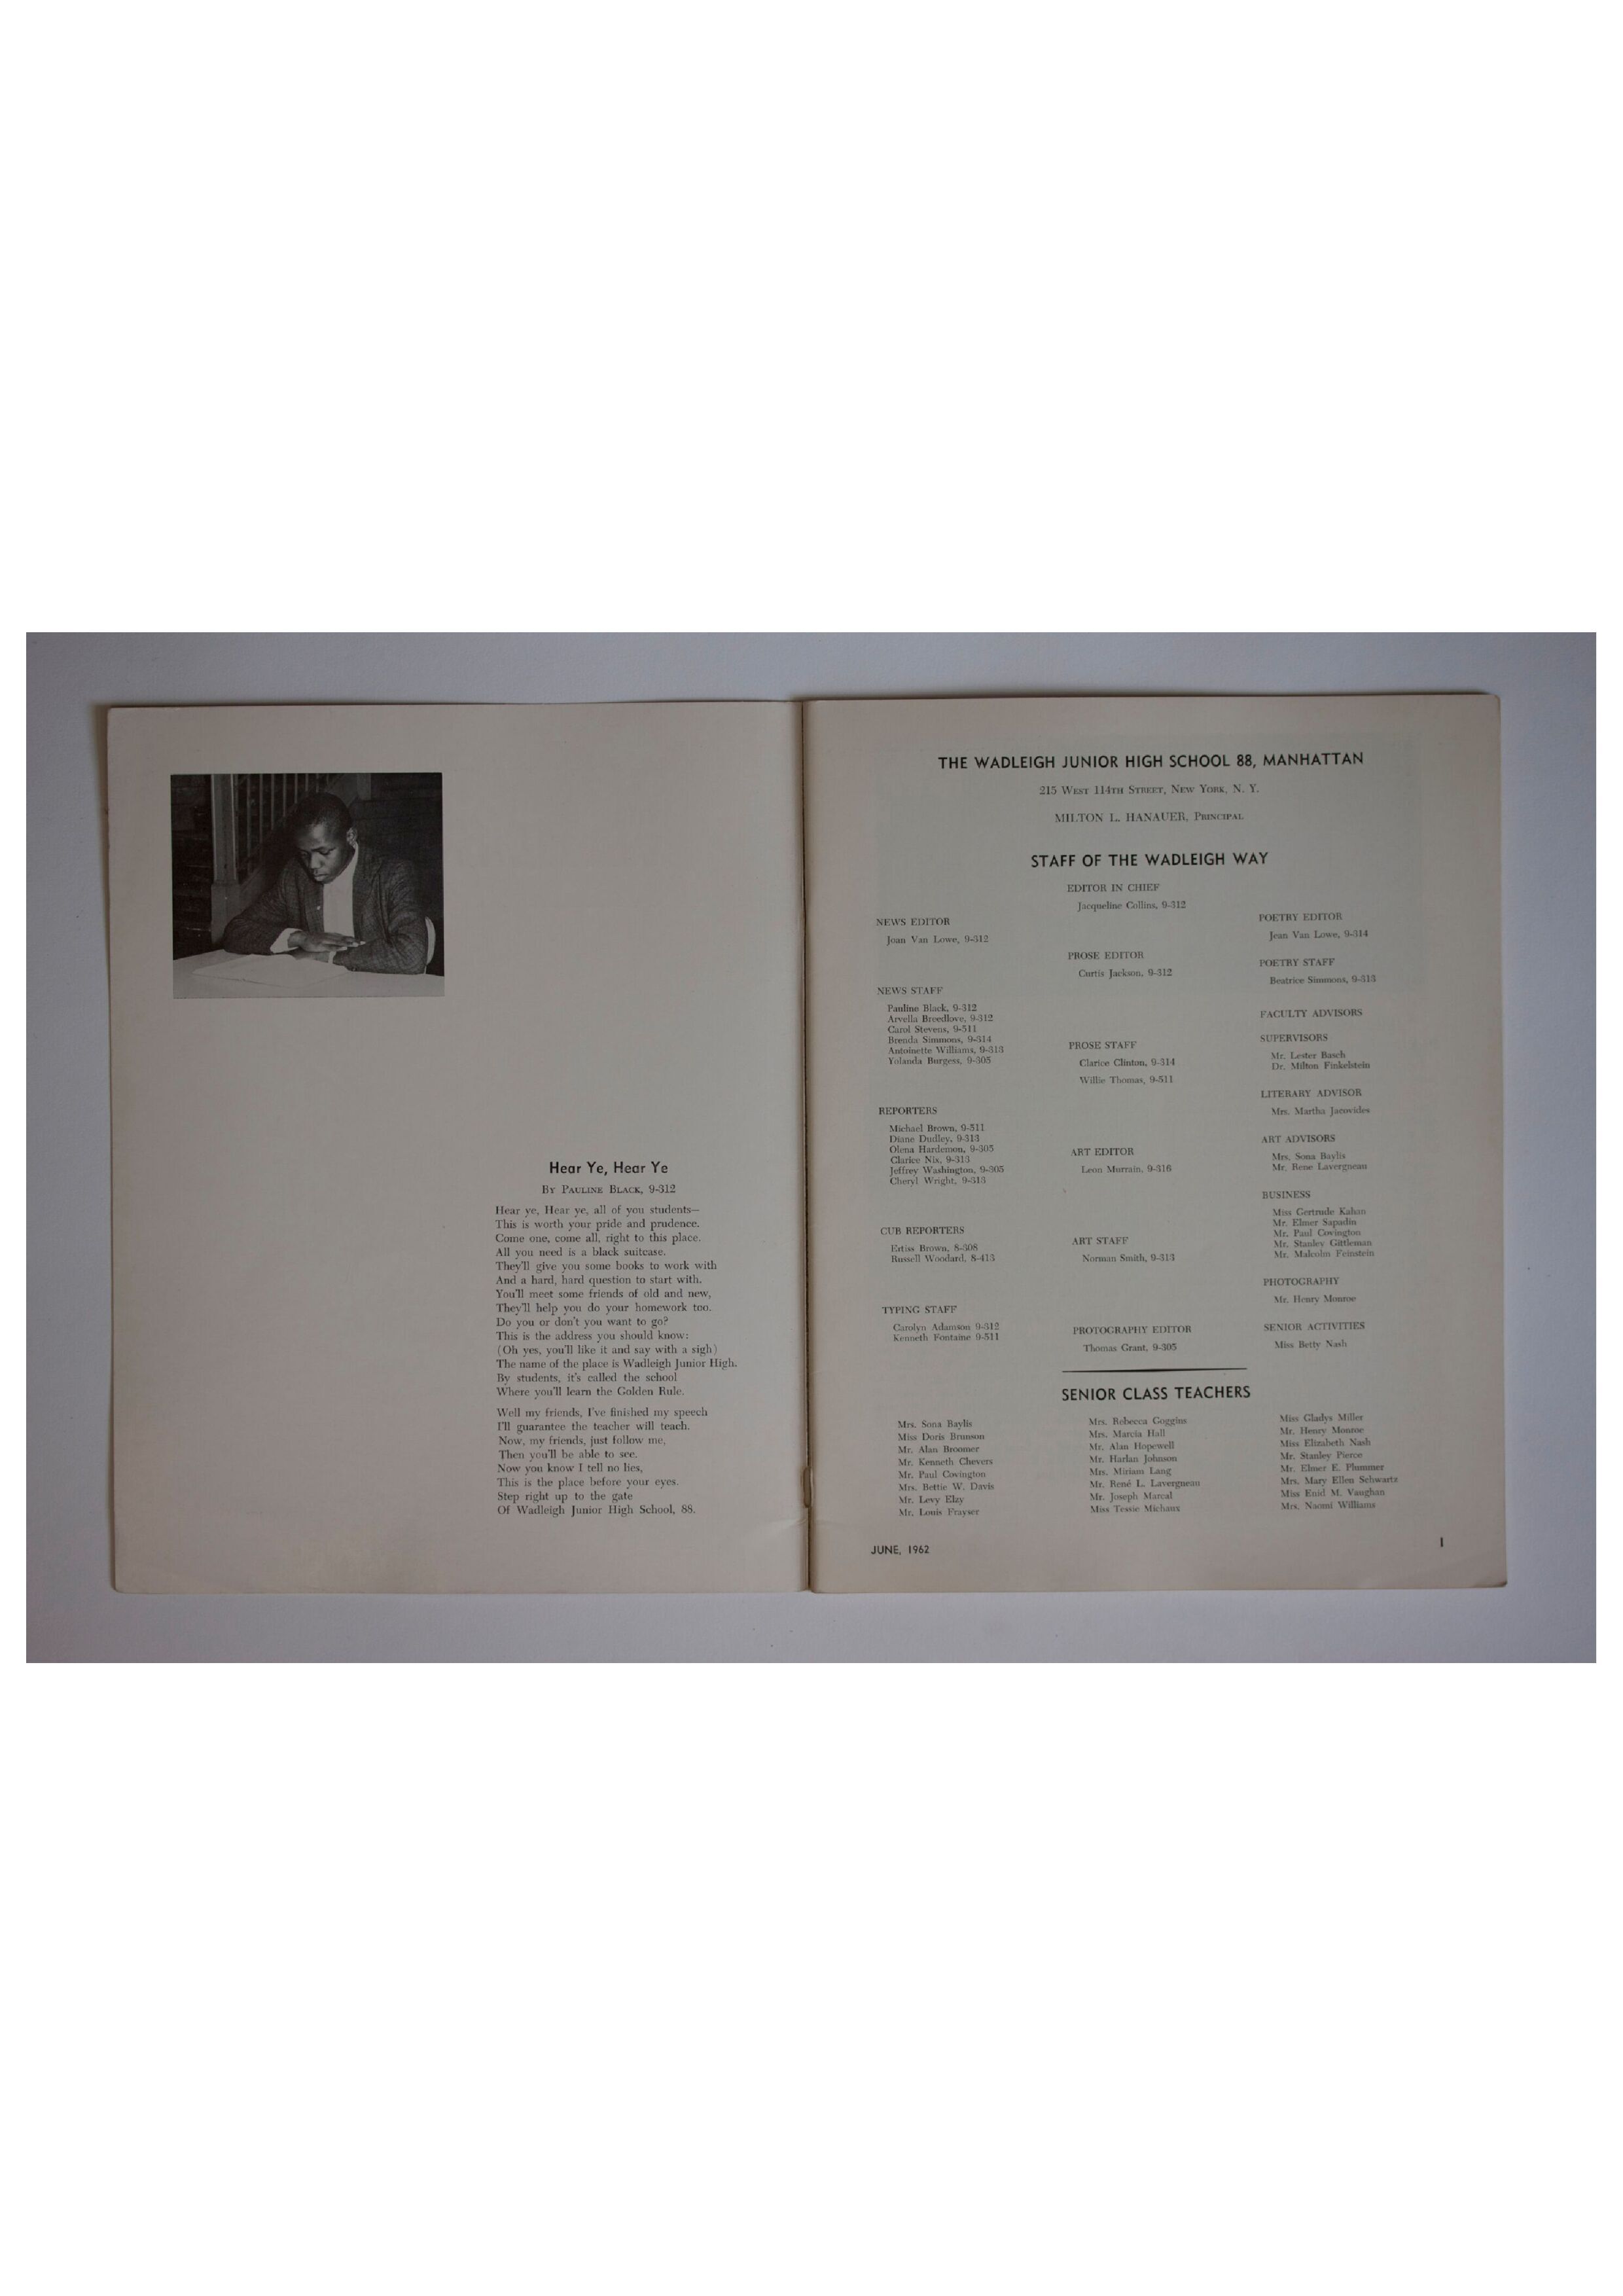 Hear Ye, Hear Ye
By Pauline Black, 9-312
Hear ye, Hear ye, all of you students—
This is worth your pride and prudence.
Come one, come all, right to this place.
All you need is a black suitcase.
They'll give you some books to work with
And a hard, hard question to start with.
You'll meet some friends of old and new,
They'll help you do your homework too.
Do you or don't you want to go?
This is the address you should know:
(Oh yes, you'll like it and say with a sigh)
The name of the place is Wadleigh Junior High.
By students, it's called the school
Where you'll learn the Golden Rule.
Well my friends, I've finished my speech
I'll guarantee the teacher will teach.
Now, my friends, just follow me,
Then you'll be able to see.
Now you know I tell no lies,
This is the place before your eyes.
Step right up to the gate
Of Wadleigh Junior High School, 88.
THE WADLEIGH JUNIOR HIGH SCHOOL 88, MANHATTAN
215 West 114th Street, New York, N. Y.
MILTON L. HANAUER, Principal
STAFF OF THE WADLEIGH WAY
EDITOR IN CHIEF
Jacqueline Collins, 9-312
NEWS EDITOR
Joan Van Lowe, 9-312
NEWS STAFF
Pauline Black, 9-312
Arvella Breedlove, 9-312
Carol Stevens, 9-511
Brenda Simmons, 9-314
Antoinette Williams, 9-313
Yolanda Burgess, 9-305
REPORTERS
Michael Brown, 9-511
Diane Dudley, 9-313
Olena Hardemon, 9-305
Clarice Nix, 9-313
Jeffrey Washington, 9-305
Cheryl Wright, 9-313
CUB REPORTERS
Ertiss Brown, 8-308
Russell Woodard, 8-413
TYPING STAFF
Carolyn Adamson 9-312
Kenneth Fontaine 9-511
PROSE EDITOR
Curtis Jackson, 9-312
PROSE STAFF
Clarice Clinton, 9-314
Willie Thomas, 9-511
ART EDITOR
Leon Murrain, 9-316
ART STAFF
Norman Smith, 9-313
PHOTOGRAPHY EDITOR
Thomas Grant, 9-305
POETRY EDITOR
Jean Van Lowe, 9-314
POETRY STAFF
Beatrice Simmons, 9-313
FACULTY ADVISORS
SUPERVISORS
Mr. Lester Basch
Dr. Milton Finkelstein
LITERARY ADVISOR
Mrs. Martha Jacovides
ART ADVISORS
Mrs. Sona Baylis
Mr. Rene Lavergneau
BUSINESS
Miss Gertrude Kahan
Mr. Elmer Sapadin
Mr. Paul Covington
Mr. Stanley Gittleman
Mr. Malcolm Feinstein
PHOTOGRAPHY
Mr. Henry Monroe
SENIOR ACTIVITIES
Miss Betty Nash
SENIOR CLASS TEACHERS
Mrs. Sona Baylis
Miss Doris Brunson
Mr. Alan Broomer
Mr. Kenneth Chevers
Mr. Paul Covington
Mrs. Bettie W. Davis
Mr. Levy Elzy
Mr. Louis Frayser
Mrs. Rebecca Goggins
Mrs. Marcia Hall
Mr. Alan Hopewell
Mr. Harlan Johnson
Mrs. Miriam Lang
Mr. René L. Lavergneau
Mr. Joseph Marcal
Miss Tessie Michaux
Miss Gladys Miller
Mr. Henry Monroe
Miss Elizabeth Nash
Mr. Stanley Pierce
Mr. Elmer E. Plummer
Mrs. Mary Ellen Schwartz
Miss Enid M. Vaughan
Mrs. Naomi Williams
JUNE, 1962
1